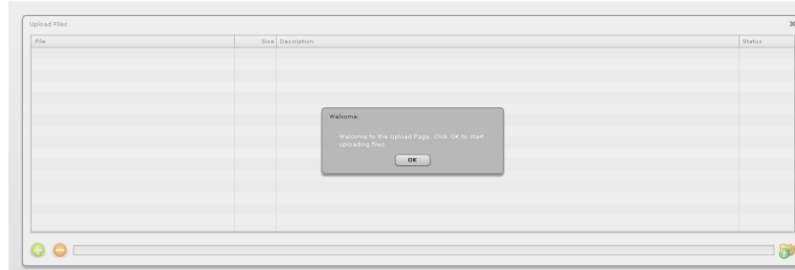 Upload Files
File Size Description Status
Welcome.
Welcome to the Upload Page. Click OK to start
uploading files.
OK